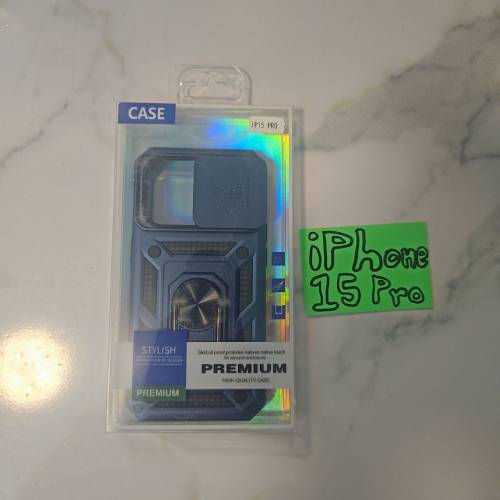 CASE
IP15 PRO
iPhone
15 Pro
STYLISH
PREMIUM
HIGH QUALITY CASE
PREMIUM